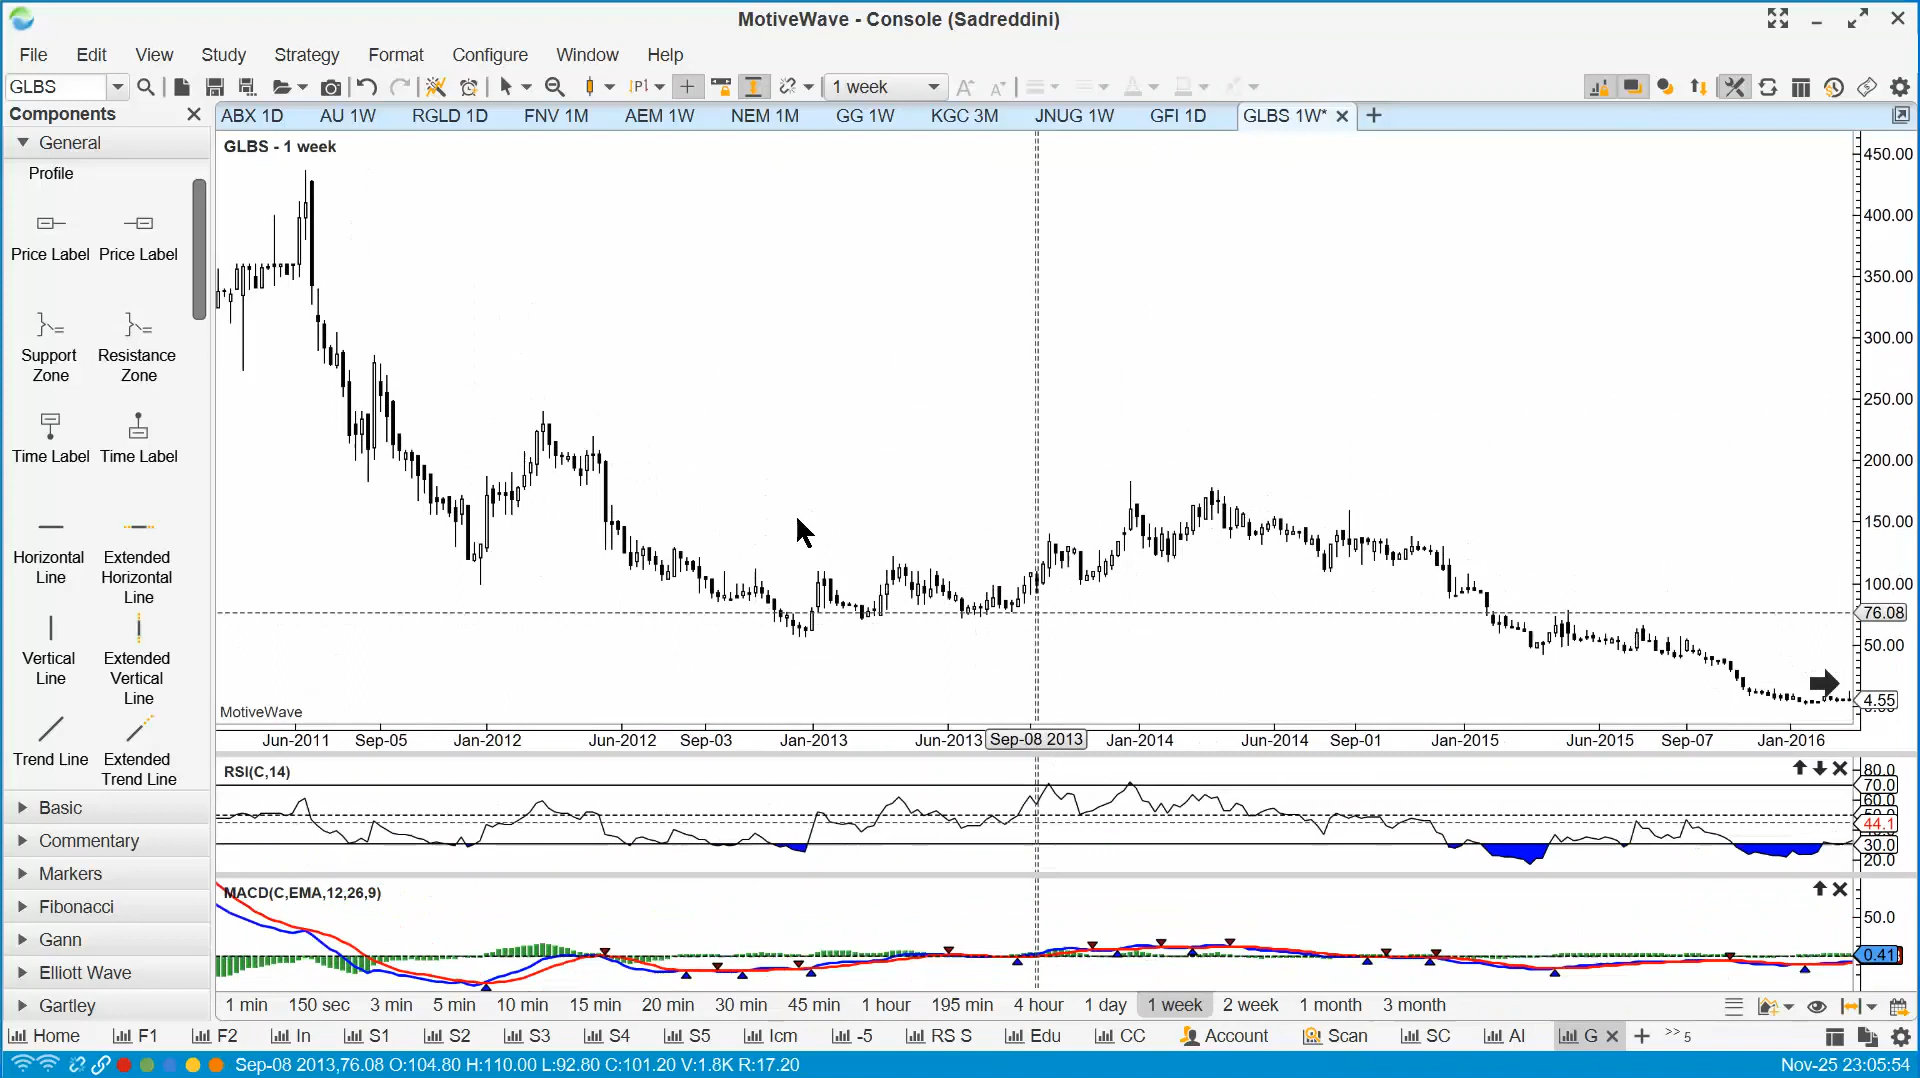 MotiveWave - Console (Sadreddini)
File Edit View Study Strategy Format Configure Window Help
GLBS 1 week
Components
ABX 1D AU 1W RGLD 1D FNV 1M AEM 1W NEM 1M GG 1W KGC 3M JNUG 1W GFI 1D GLBS 1W*
General
Profile
Price Label Price Label
Support Zone Resistance Zone
Time Label Time Label
Horizontal Line Extended Horizontal Line
Vertical Line Extended Vertical Line
Trend Line Extended Trend Line
Basic
Commentary
Markers
Fibonacci
Gann
Elliott Wave
Gartley
GLBS - 1 week
450.00
400.00
350.00
300.00
250.00
200.00
150.00
100.00
76.08
50.00
4.55
MotiveWave
Jun-2011 Sep-05 Jan-2012 Jun-2012 Sep-03 Jan-2013 Jun-2013 Sep-08 2013 Jan-2014 Jun-2014 Sep-01 Jan-2015 Jun-2015 Sep-07 Jan-2016
RSI(C,14)
80.0
70.0
60.0
44.1
30.0
20.0
MACD(C,EMA,12,26,9)
50.0
0.41
1 min 150 sec 3 min 5 min 10 min 15 min 20 min 30 min 45 min 1 hour 195 min 4 hour 1 day 1 week 2 week 1 month 3 month
Home F1 F2 In S1 S2 S3 S4 S5 Icm -5 RS S Edu CC Account Scan SC AI G >> 5
Sep-08 2013,76.08 O:104.80 H:110.00 L:92.80 C:101.20 V:1.8K R:17.20
Nov-25 23:05:54